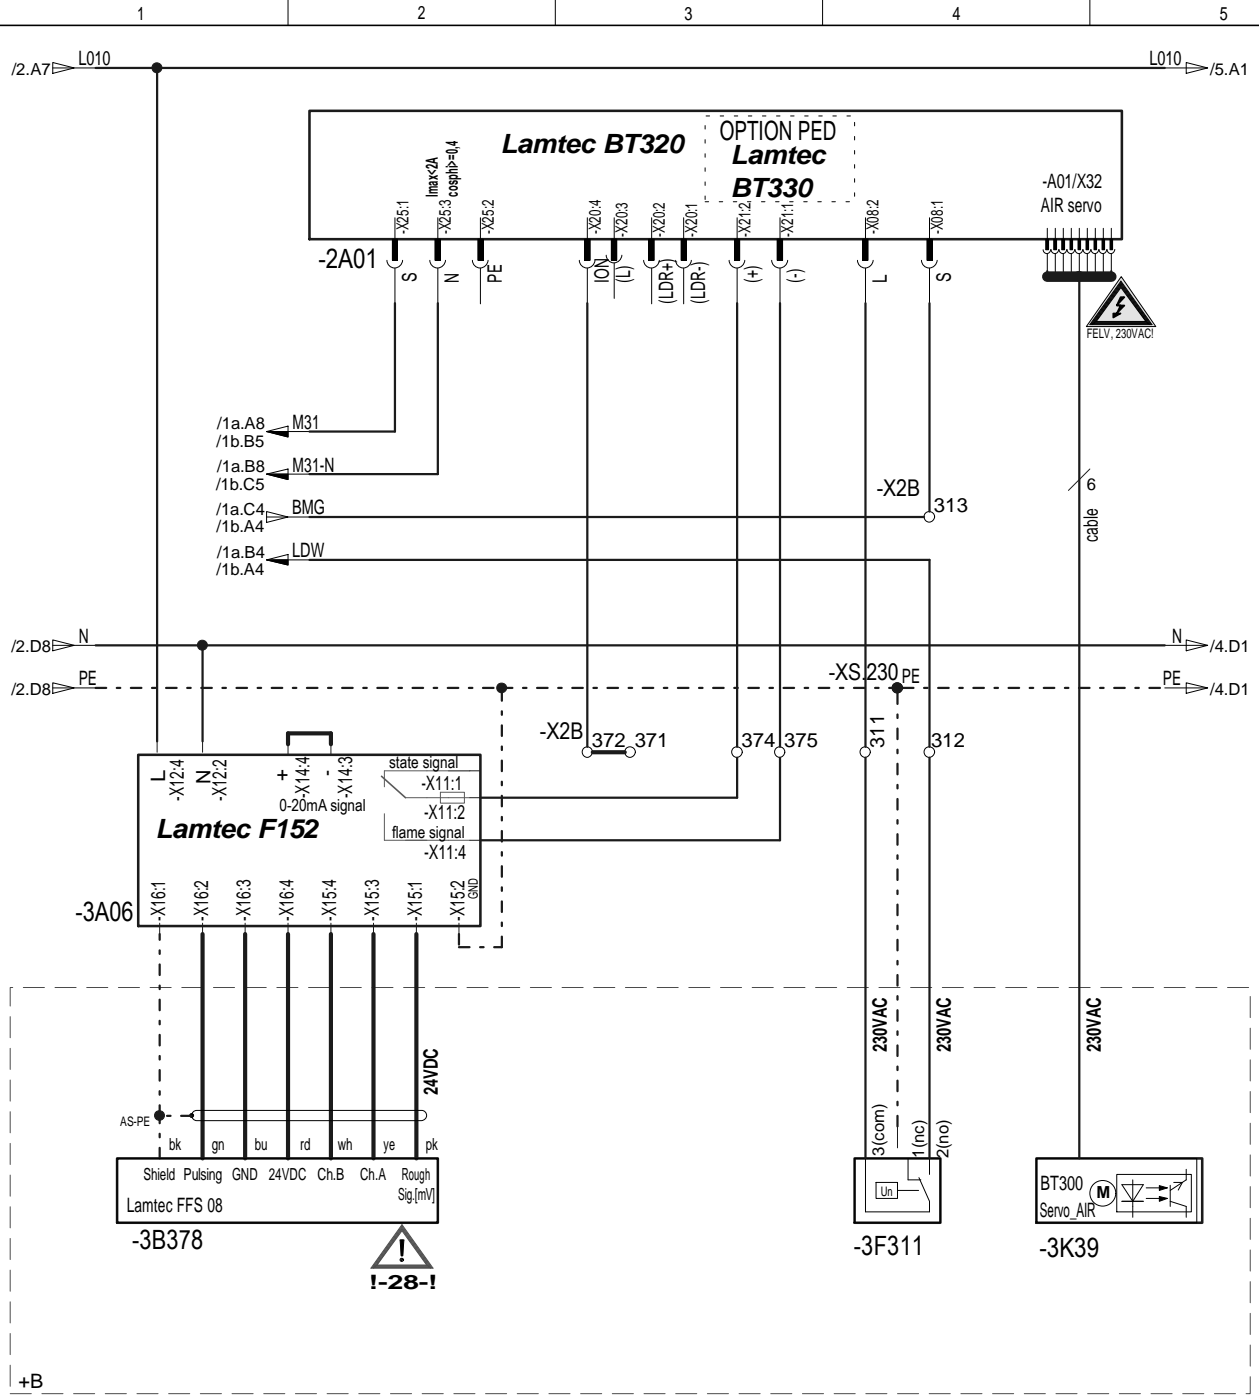 1 2 3 4 5
/2.A7 L010
L010 /5.A1
Lamtec BT320
OPTION PED
Lamtec
BT330
Imax<2A
cosphi>=0,4
-A01/X32
AIR servo
-X25:1 -X25:3 -X25:2 -X20:4 -X20:3 -X20:2 -X20:1 -X21:2 -X21:1 -X08:2 -X08:1
-2A01
S N PE ION (L) (LDR+) (LDR-) (+) (-) L S
FELV, 230VAC!
/1a.A8 M31
/1b.B5
/1a.B8 M31-N
/1b.C5
-X2B
313
6
cable
/1a.C4 BMG
/1b.A4
/1a.B4 LDW
/1b.A4
/2.D8 N
N /4.D1
/2.D8 PE
-XS.230 PE
PE /4.D1
-X2B 372 371 374 375 311 312
L N + -
-X12:4 -X12:2 -X14:4 -X14:3
0-20mA signal
state signal
-X11:1
-X11:2
flame signal
-X11:4
Lamtec F152
-X16:1 -X16:2 -X16:3 -X16:4 -X15:4 -X15:3 -X15:1 -X15:2
GND
-3A06
24VDC
230VAC 230VAC 230VAC
AS-PE
bk gn bu rd wh ye pk
3(com) 1(nc) 2(no)
Shield Pulsing GND 24VDC Ch.B Ch.A Rough
Sig.[mV]
Lamtec FFS 08
-3B378
!
!-28-!
Un
-3F311
BT300
M
Servo_AIR
-3K39
+B